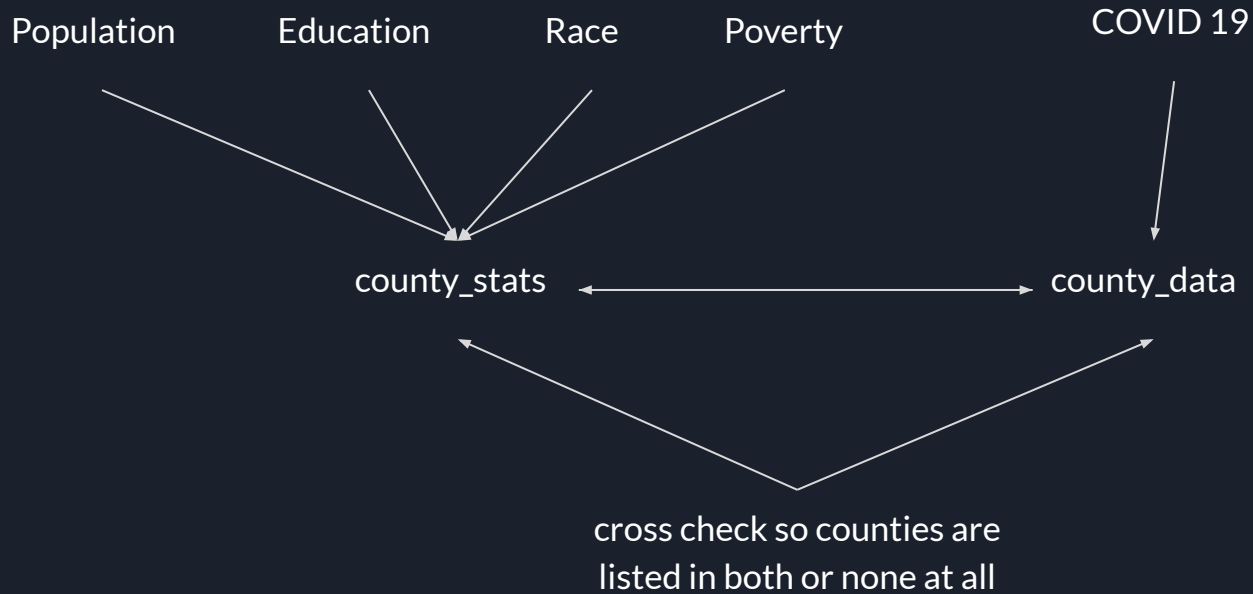 Population
Education
Race
Poverty
COVID 19
county_stats
county_data
cross check so counties are
listed in both or none at all